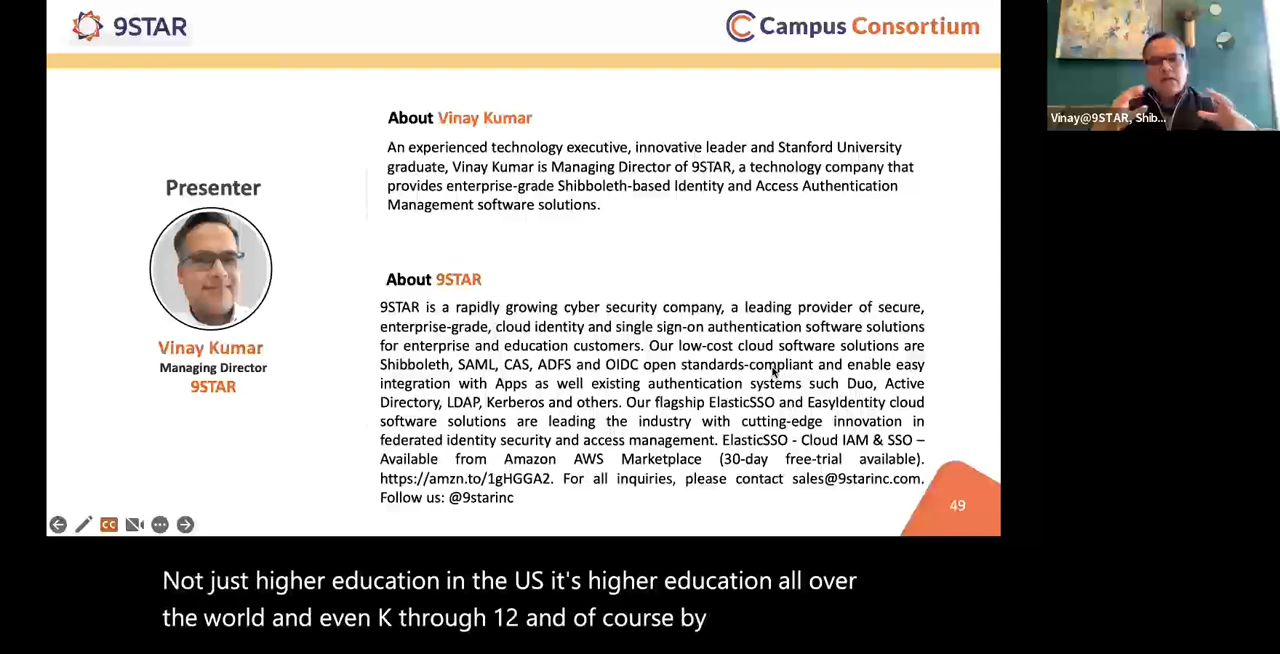 9STAR
Campus Consortium
Vinay@9STAR, Shib...
About Vinay Kumar
An experienced technology executive, innovative leader and Stanford University
graduate, Vinay Kumar is Managing Director of 9STAR, a technology company that
provides enterprise-grade Shibboleth-based Identity and Access Authentication
Management software solutions.
Presenter
Vinay Kumar
Managing Director
9STAR
About 9STAR
9STAR is a rapidly growing cyber security company, a leading provider of secure,
enterprise-grade, cloud identity and single sign-on authentication software solutions
for enterprise and education customers. Our low-cost cloud software solutions are
Shibboleth, SAML, CAS, ADFS and OIDC open standards-compliant and enable easy
integration with Apps as well existing authentication systems such Duo, Active
Directory, LDAP, Kerberos and others. Our flagship ElasticSSO and EasyIdentity cloud
software solutions are leading the industry with cutting-edge innovation in
federated identity security and access management. ElasticSSO - Cloud IAM & SSO –
Available from Amazon AWS Marketplace (30-day free-trial available).
https://amzn.to/1gHGGA2. For all inquiries, please contact sales@9starinc.com.
Follow us: @9starinc
49
CC
Not just higher education in the US it's higher education all over
the world and even K through 12 and of course by